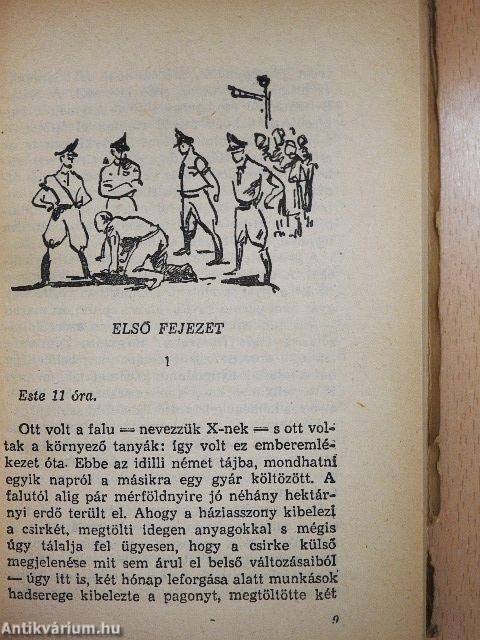 ELSŐ FEJEZET
1
Este 11 óra.
Ott volt a falu — nevezzük X-nek — s ott vol-
tak a környező tanyák: így volt ez emberemlé-
kezet óta. Ebbe az idilli német tájba, mondhatni
egyik napról a másikra egy gyár költözött. A
falutól alig pár mérföldnyire jó néhány hektár-
nyi erdő terült el. Ahogy a háziasszony kibelezi
a csirkét, megtölti idegen anyagokkal s mégis
úgy tálalja fel ügyesen, hogy a csirke külső
megjelenése mit sem árul el belső változásaiból
— úgy itt is, két hónap leforgása alatt munkások
hadserege kibelezte a pagonyt, megtöltötte két
9
Antikvárium.hu